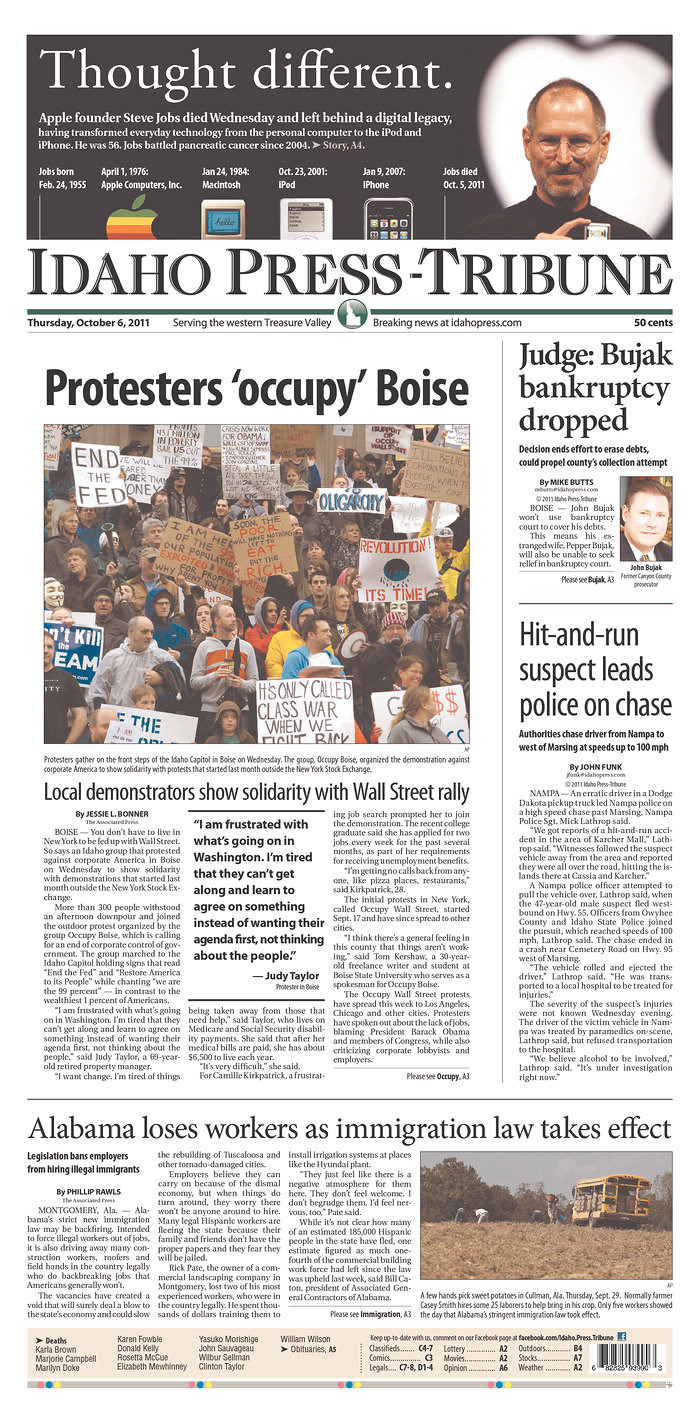 Thought different.
Apple founder Steve Jobs died Wednesday and left behind a digital legacy,
having transformed everyday technology from the personal computer to the iPod and
iPhone. He was 56. Jobs battled pancreatic cancer since 2004. ➤ Story, A4.
Jobs born
Feb. 24, 1955
April 1, 1976:
Apple Computers, Inc.
Jan 24, 1984:
Macintosh
Oct. 23, 2001:
iPod
Jan 9, 2007:
iPhone
Jobs died
Oct. 5, 2011
hello
IDAHO PRESS-TRIBUNE
Thursday, October 6, 2011
Serving the western Treasure Valley
Breaking news at idahopress.com
50 cents
Protesters ‘occupy’ Boise
END
THE
FED
OLIGARCHY
I AM HE
OF THE
SOON, THE
POOR
WILL HAVE NOTHING
LEFT TO
EAT
BUT THE
RICH
REVOLUTION!
ITS TIME!
n't Kill
the
EAM
E THE
IT'S ONLY CALLED
CLASS WAR
WHEN WE
FIGHT BACK
$$
AP
Protesters gather on the front steps of the Idaho Capitol in Boise on Wednesday. The group, Occupy Boise, organized the demonstration against
corporate America to show solidarity with protests that started last month outside the New York Stock Exchange.
Local demonstrators show solidarity with Wall Street rally
By JESSIE L. BONNER
The Associated Press
BOISE — You don’t have to live in
New York to be fed up with Wall Street.
So says an Idaho group that protested
against corporate America in Boise
on Wednesday to show solidarity
with demonstrations that started last
month outside the New York Stock Ex-
change.
More than 300 people withstood
an afternoon downpour and joined
the outdoor protest organized by the
group Occupy Boise, which is calling
for an end of corporate control of gov-
ernment. The group marched to the
Idaho Capitol holding signs that read
“End the Fed” and “Restore America
to its People” while chanting “we are
the 99 percent” — in contrast to the
wealthiest 1 percent of Americans.
“I am frustrated with what’s going
on in Washington. I’m tired that they
can’t get along and learn to agree on
something instead of wanting their
agenda first, not thinking about the
people,” said Judy Taylor, a 69-year-
old retired property manager.
“I want change. I’m tired of things
“I am frustrated with
what’s going on in
Washington. I’m tired
that they can’t get
along and learn to
agree on something
instead of wanting their
agenda first, not thinking
about the people.”
— Judy Taylor
Protester in Boise
being taken away from those that
need help,” said Taylor, who lives on
Medicare and Social Security disabil-
ity payments. She said that after her
medical bills are paid, she has about
$6,500 to live each year.
“It’s very difficult,” she said.
For Camille Kirkpatrick, a frustrat-
ing job search prompted her to join
the demonstration. The recent college
graduate said she has applied for two
jobs every week for the past several
months, as part of her requirements
for receiving unemployment benefits.
“I’m getting no calls back from any-
one, like pizza places, restaurants,”
said Kirkpatrick, 28.
The initial protests in New York,
called Occupy Wall Street, started
Sept. 17 and have since spread to other
cities.
“I think there’s a general feeling in
this county that things aren’t work-
ing,” said Tom Kershaw, a 30-year-
old freelance writer and student at
Boise State University who serves as a
spokesman for Occupy Boise.
The Occupy Wall Street protests
have spread this week to Los Angeles,
Chicago and other cities. Protesters
have spoken out about the lack of jobs,
blaming President Barack Obama
and members of Congress, while also
criticizing corporate lobbyists and
employers.
Please see Occupy, A3
Judge: Bujak
bankruptcy
dropped
Decision ends effort to erase debts,
could propel county’s collection attempt
By MIKE BUTTS
mbutts@idahopress.com
© 2011 Idaho Press-Tribune
BOISE — John Bujak
won’t use bankruptcy
court to cover his debts.
This means his es-
tranged wife, Pepper Bujak,
will also be unable to seek
relief in bankruptcy court.
Please see Bujak, A3
John Bujak
Former Canyon County
prosecutor
Hit-and-run
suspect leads
police on chase
Authorities chase driver from Nampa to
west of Marsing at speeds up to 100 mph
By JOHN FUNK
jfunk@idahopress.com
© 2011 Idaho Press-Tribune
NAMPA — An erratic driver in a Dodge
Dakota pickup truck led Nampa police on
a high speed chase past Marsing, Nampa
Police Sgt. Mick Lathrop said.
“We got reports of a hit-and-run acci-
dent in the area of Karcher Mall,” Lath-
rop said. “Witnesses followed the suspect
vehicle away from the area and reported
they were all over the road, hitting the is-
lands there at Cassia and Karcher.”
A Nampa police officer attempted to
pull the vehicle over, Lathrop said, when
the 47-year-old male suspect fled west-
bound on Hwy. 55. Officers from Owyhee
County and Idaho State Police joined
the pursuit, which reached speeds of 100
mph, Lathrop said. The chase ended in
a crash near Cemetery Road on Hwy. 95
west of Marsing.
“The vehicle rolled and ejected the
driver,” Lathrop said. “He was trans-
ported to a local hospital to be treated for
injuries.”
The severity of the suspect’s injuries
were not known Wednesday evening.
The driver of the victim vehicle in Nam-
pa was treated by paramedics on-scene,
Lathrop said, but refused transportation
to the hospital.
“We believe alcohol to be involved,”
Lathrop said. “It’s under investigation
right now.”
Alabama loses workers as immigration law takes effect
Legislation bans employers
from hiring illegal immigrants
By PHILLIP RAWLS
The Associated Press
MONTGOMERY, Ala. — Ala-
bama’s strict new immigration
law may be backfiring. Intended
to force illegal workers out of jobs,
it is also driving away many con-
struction workers, roofers and
field hands in the country legally
who do backbreaking jobs that
Americans generally won’t.
The vacancies have created a
void that will surely deal a blow to
the state’s economy and could slow
the rebuilding of Tuscaloosa and
other tornado-damaged cities.
Employers believe they can
carry on because of the dismal
economy, but when things do
turn around, they worry there
won’t be anyone around to hire.
Many legal Hispanic workers are
fleeing the state because their
family and friends don’t have the
proper papers and they fear they
will be jailed.
Rick Pate, the owner of a com-
mercial landscaping company in
Montgomery, lost two of his most
experienced workers, who were in
the country legally. He spent thou-
sands of dollars training them to
install irrigation systems at places
like the Hyundai plant.
“They just feel like there is a
negative atmosphere for them
here. They don’t feel welcome. I
don’t begrudge them. I’d feel ner-
vous, too,” Pate said.
While it’s not clear how many
of an estimated 185,000 Hispanic
people in the state have fled, one
estimate figured as much one-
fourth of the commercial building
work force had left since the law
was upheld last week, said Bill Ca-
ton, president of Associated Gen-
eral Contractors of Alabama.
Please see Immigration, A3
AP
A few hands pick sweet potatoes in Cullman, Ala. Thursday, Sept. 29. Normally farmer
Casey Smith hires some 25 laborers to help bring in his crop. Only five workers showed
the day that Alabama’s stringent immigration law took effect.
➤ Deaths
Karla Brown
Marjorie Campbell
Marilyn Doke
Karen Fowble
Donald Kelly
Rosetta McCue
Elizabeth Mewhinney
Yasuko Morishige
John Sauvageau
Wilbur Sellman
Clinton Taylor
William Wilson
➤ Obituaries, A5
Keep up-to-date with us, comment on our Facebook page at facebook.com/Idaho.Press.Tribune
Classifieds....... C4-7
Comics............... C3
Legals.... C7-8, D1-4
Lottery .............. A2
Movies............... A2
Opinion ............. A6
Outdoors........... B4
Stocks................ A7
Weather ............ A2
6 82825 93990 3